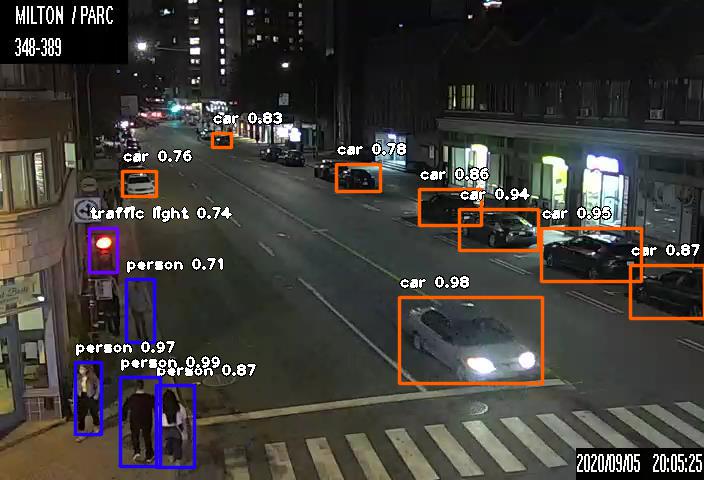 MILTON / PARC
348-389
car 0.83
car 0.76
car 0.78
car 0.86
car 0.94
traffic light 0.74
car 0.95
person 0.71
car 0.87
car 0.98
person 0.97
person 0.99
person 0.87
2020/09/05 20:05:25